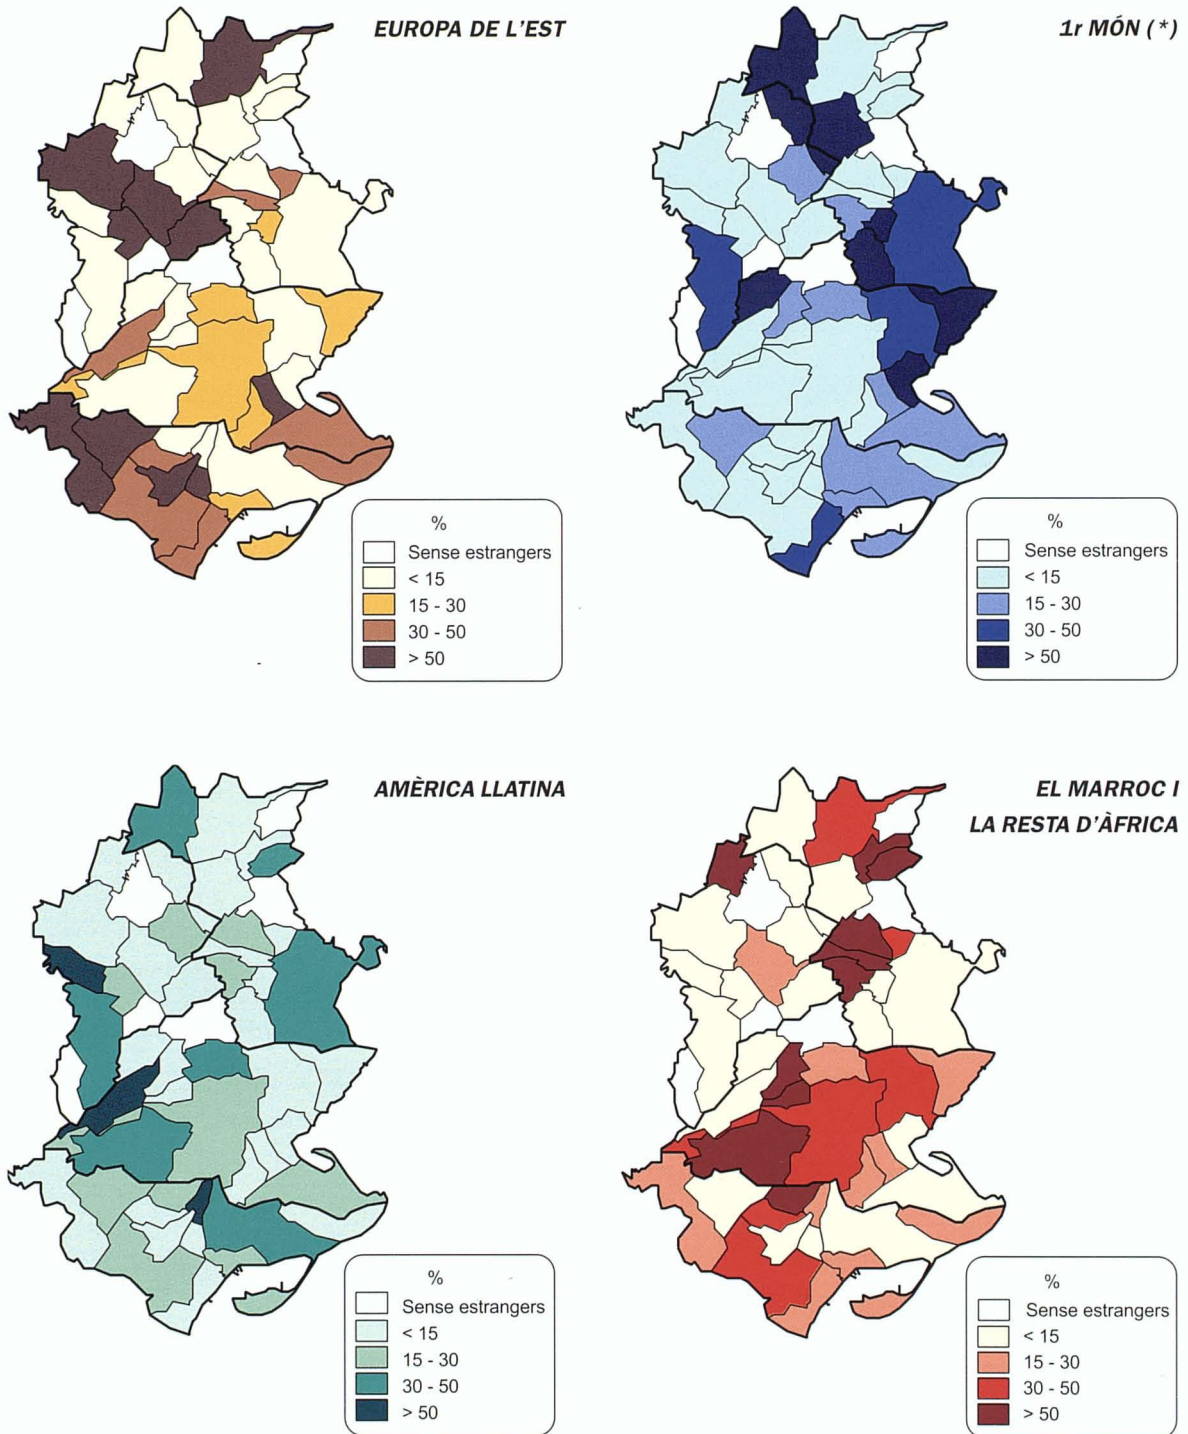 EUROPA DE L'EST
%
Sense estrangers
< 15
15 - 30
30 - 50
> 50
1r MÓN (*)
%
Sense estrangers
< 15
15 - 30
30 - 50
> 50
AMÈRICA LLATINA
%
Sense estrangers
< 15
15 - 30
30 - 50
> 50
EL MARROC I
LA RESTA D'ÀFRICA
%
Sense estrangers
< 15
15 - 30
30 - 50
> 50